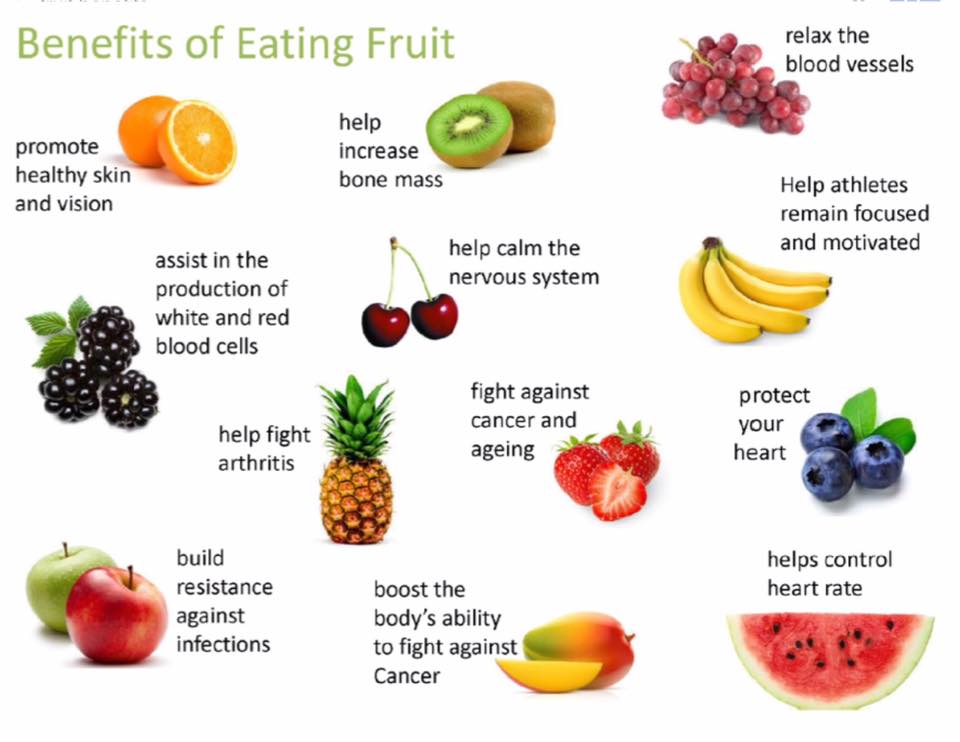 Benefits of Eating Fruit
relax the
blood vessels
promote
healthy skin
and vision
help
increase
bone mass
Help athletes
remain focused
and motivated
assist in the
production of
white and red
blood cells
help calm the
nervous system
help fight
arthritis
fight against
cancer and
ageing
protect
your
heart
build
resistance
against
infections
boost the
body's ability
to fight against
Cancer
helps control
heart rate